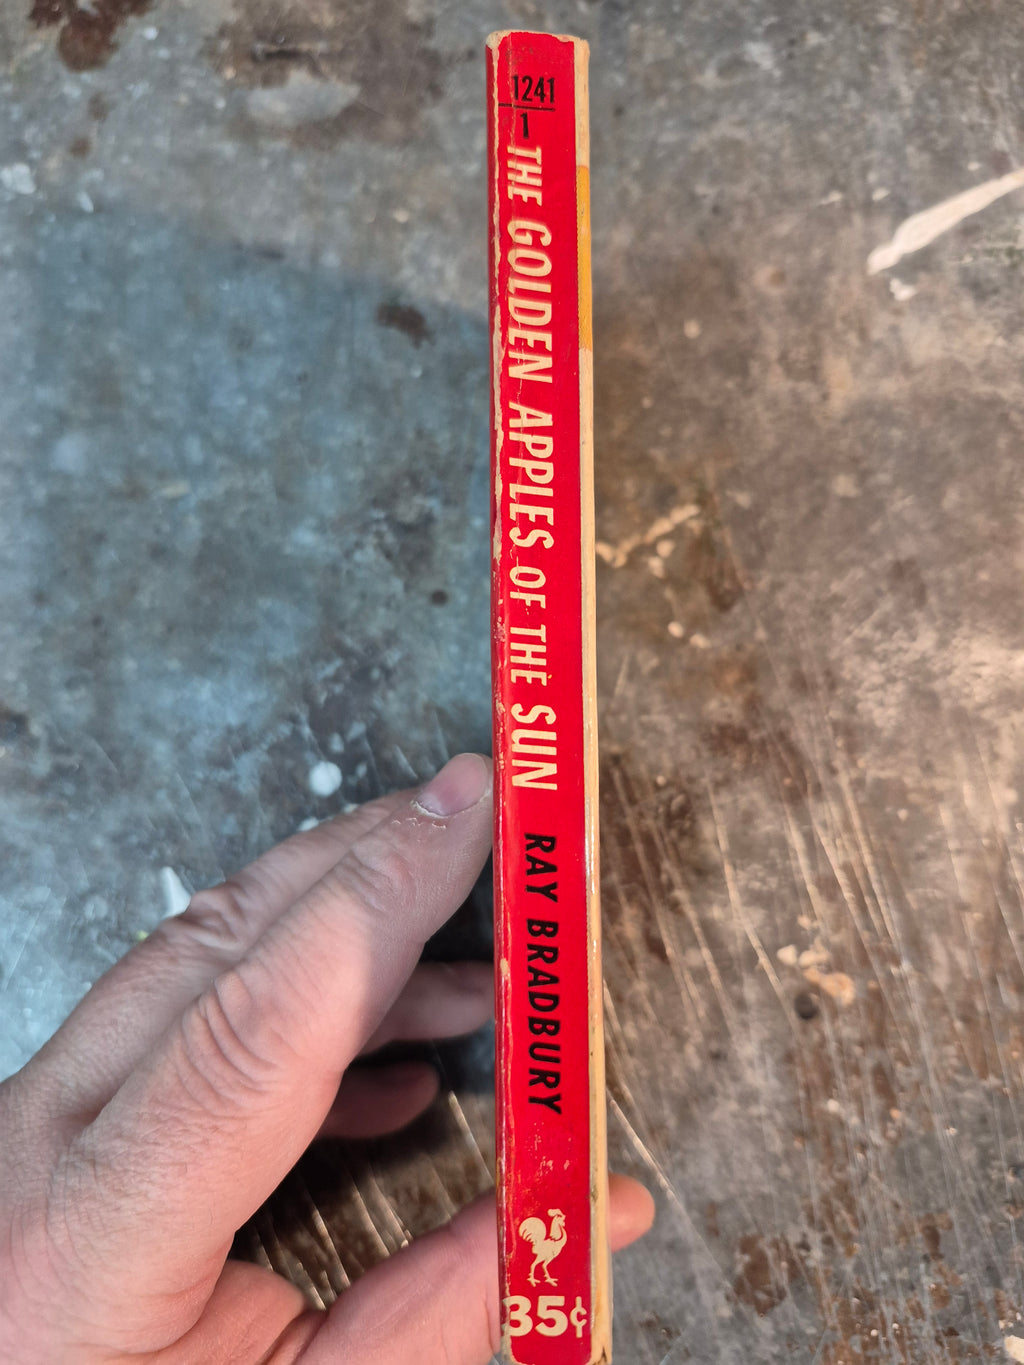 1241
1
THE GOLDEN APPLES OF THE SUN RAY BRADBURY
35¢